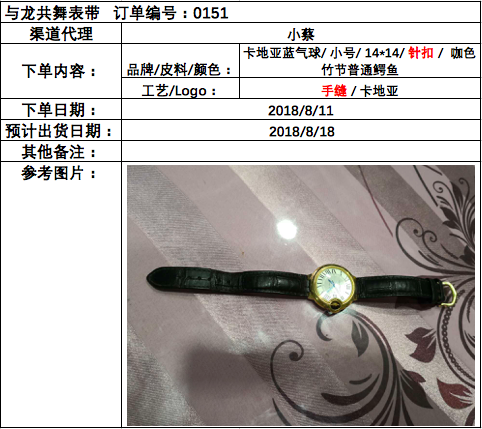 与龙共舞表带 订单编号:0151
渠道代理
小蔡
下单内容:
品牌/皮料/颜色:
卡地亚蓝气球/ 小号/ 14*14/ 针扣 / 咖色
竹节普通鳄鱼
工艺/Logo:
手缝 / 卡地亚
下单日期:
2018/8/11
预计出货日期:
2018/8/18
其他备注:
参考图片: